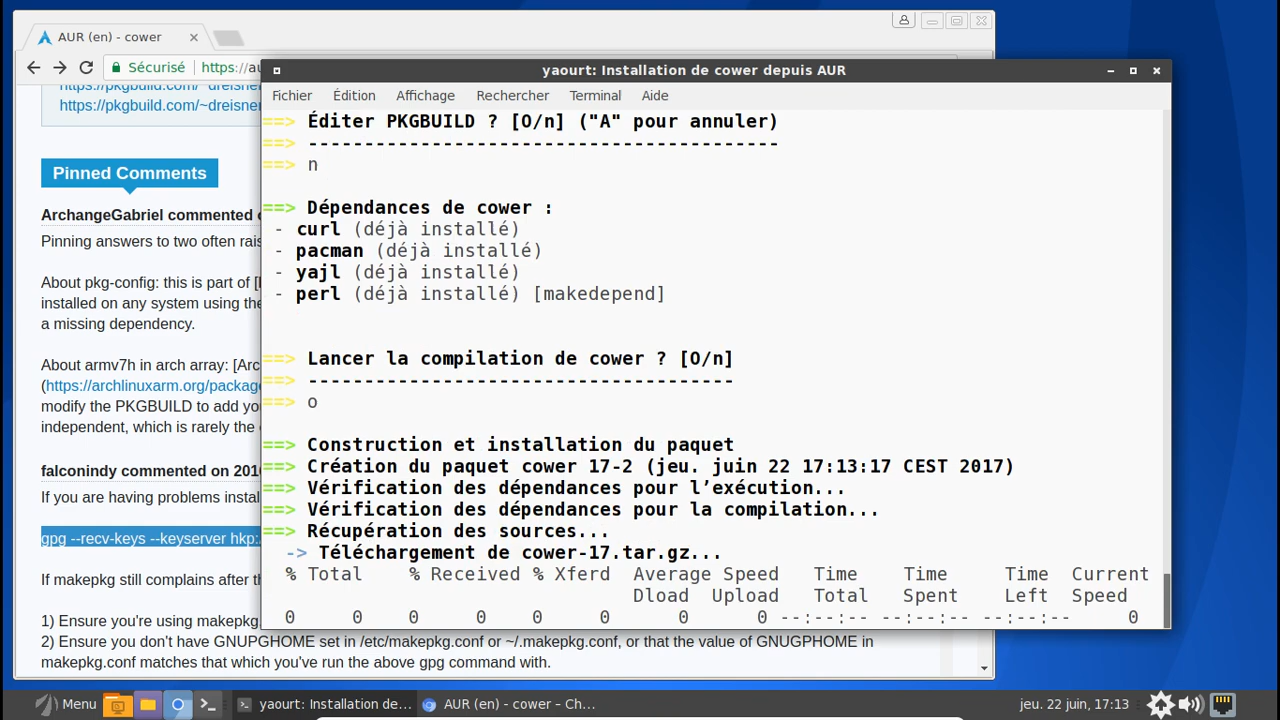 AUR (en) - cower
Sécurisé https://au
https://pkgbuild.com/~dreisner
https://pkgbuild.com/~dreisner
Pinned Comments
ArchangeGabriel commented
Pinning answers to two often rais
About pkg-config: this is part of
installed on any system using the
a missing dependency.
About armv7h in arch array: [Arc
(https://archlinuxarm.org/package
modify the PKGBUILD to add you
independent, which is rarely the
falconindy commented on 201
If you are having problems instal
gpg --recv-keys --keyserver hkp:
If makepkg still complains after th
1) Ensure you're using makepkg
2) Ensure you don't have GNUPGHOME set in /etc/makepkg.conf or ~/.makepkg.conf, or that the value of GNUGPHOME in
makepkg.conf matches that which you've run the above gpg command with.
yaourt: Installation de cower depuis AUR
Fichier Édition Affichage Rechercher Terminal Aide
==> Éditer PKGBUILD ? [O/n] ("A" pour annuler)
==> ------------------------------------------
==> n
==> Dépendances de cower :
- curl (déjà installé)
- pacman (déjà installé)
- yajl (déjà installé)
- perl (déjà installé) [makedepend]
==> Lancer la compilation de cower ? [O/n]
==> --------------------------------------
==> o
==> Construction et installation du paquet
==> Création du paquet cower 17-2 (jeu. juin 22 17:13:17 CEST 2017)
==> Vérification des dépendances pour l’exécution...
==> Vérification des dépendances pour la compilation...
==> Récupération des sources...
-> Téléchargement de cower-17.tar.gz...
% Total % Received % Xferd Average Speed Time Time Time Current
Dload Upload Total Spent Left Speed
0 0 0 0 0 0 0 0 --:--:-- --:--:-- --:--:-- 0
Menu yaourt: Installation de... AUR (en) - cower – Ch... jeu. 22 juin, 17:13